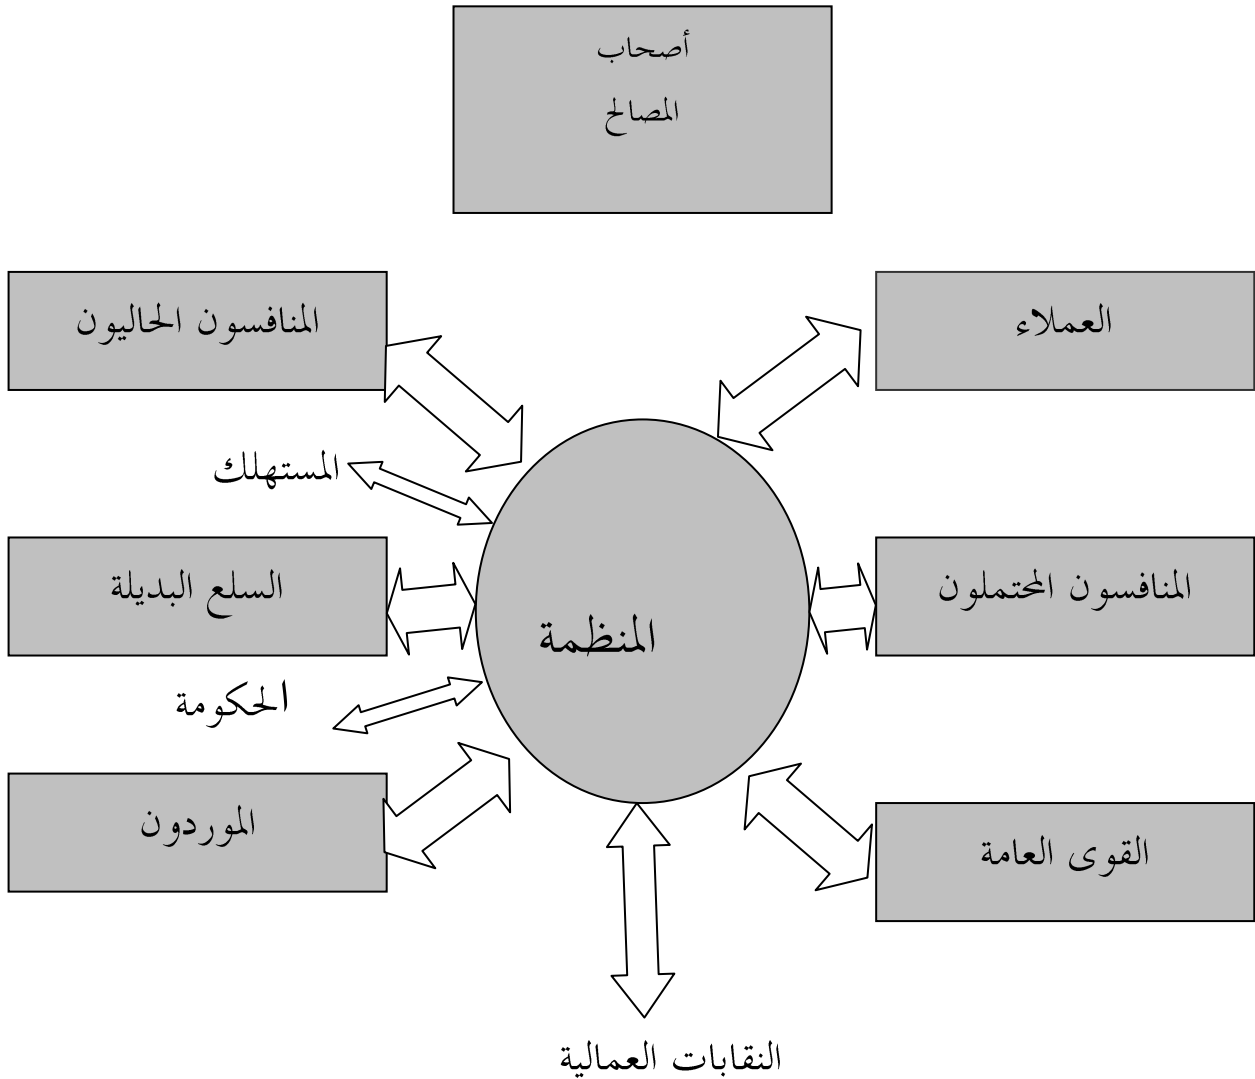 أصحاب
المصالح
العملاء
المنافسون الحاليون
المستهلك
المنافسون المحتملون
السلع البديلة
المنظمة
الحكومة
الموردون
القوى العامة
النقابات العمالية